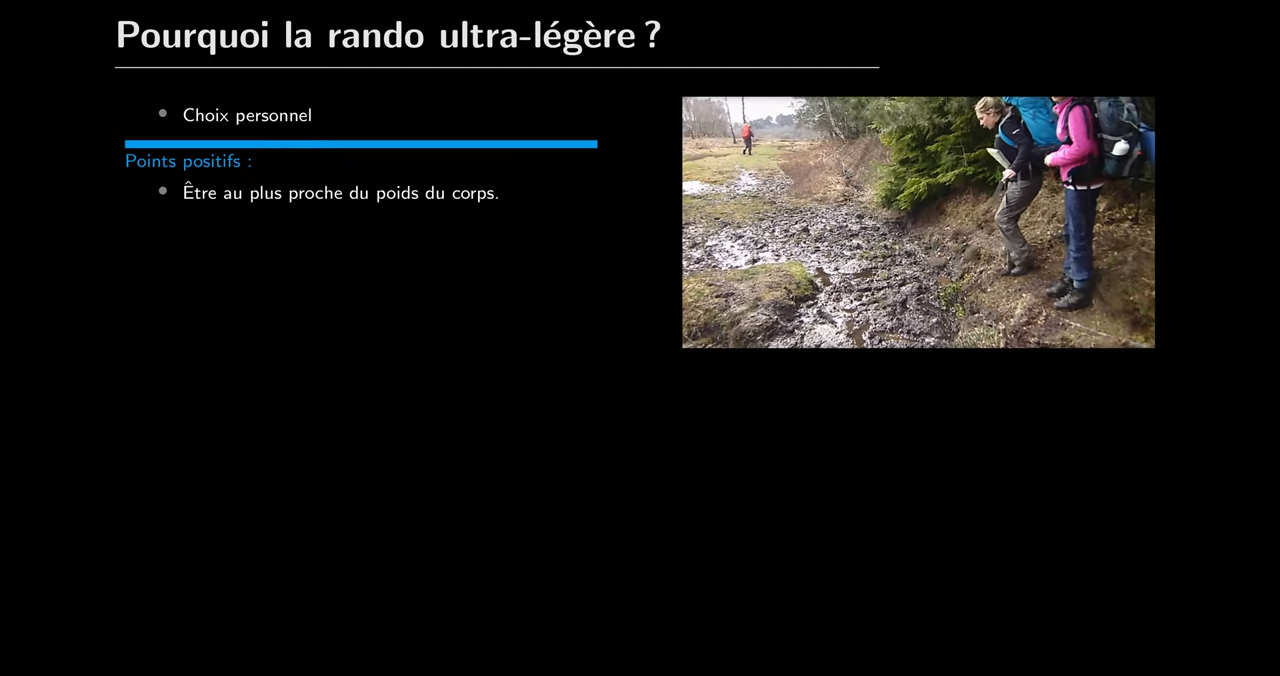 Pourquoi la rando ultra-légère ?
• Choix personnel
Points positifs :
• Être au plus proche du poids du corps.